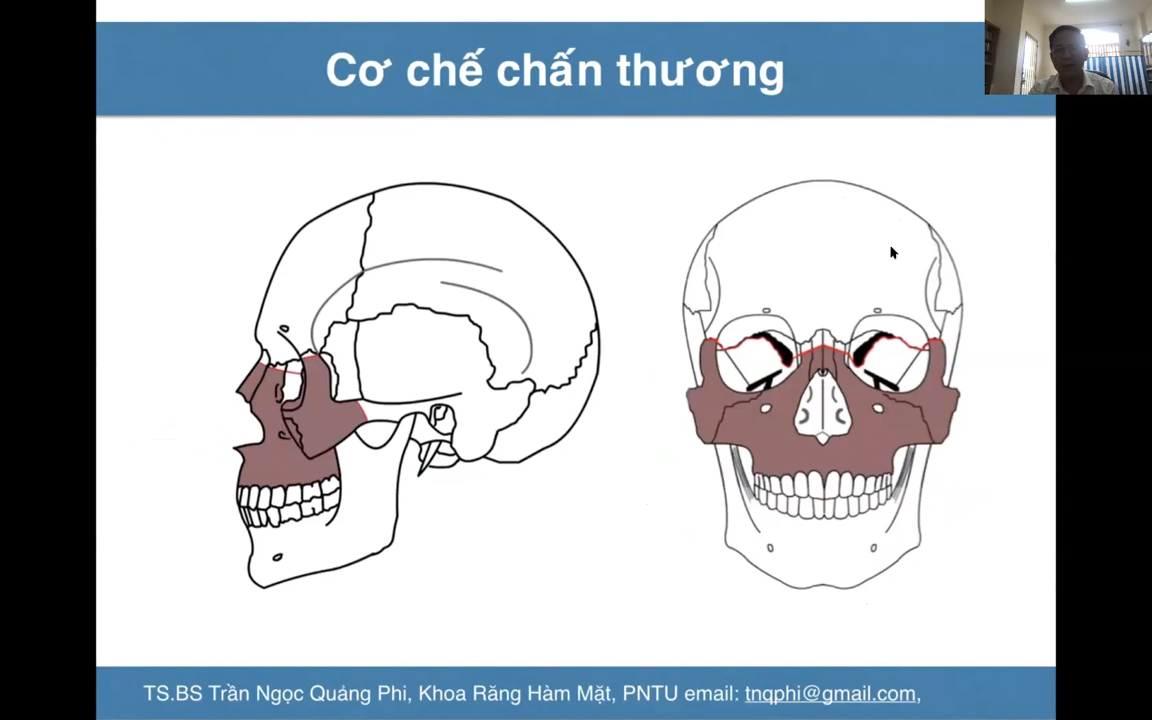 Cơ chế chấn thương
TS.BS Trần Ngọc Quảng Phi, Khoa Răng Hàm Mặt, PNTU email: tnqphi@gmail.com,